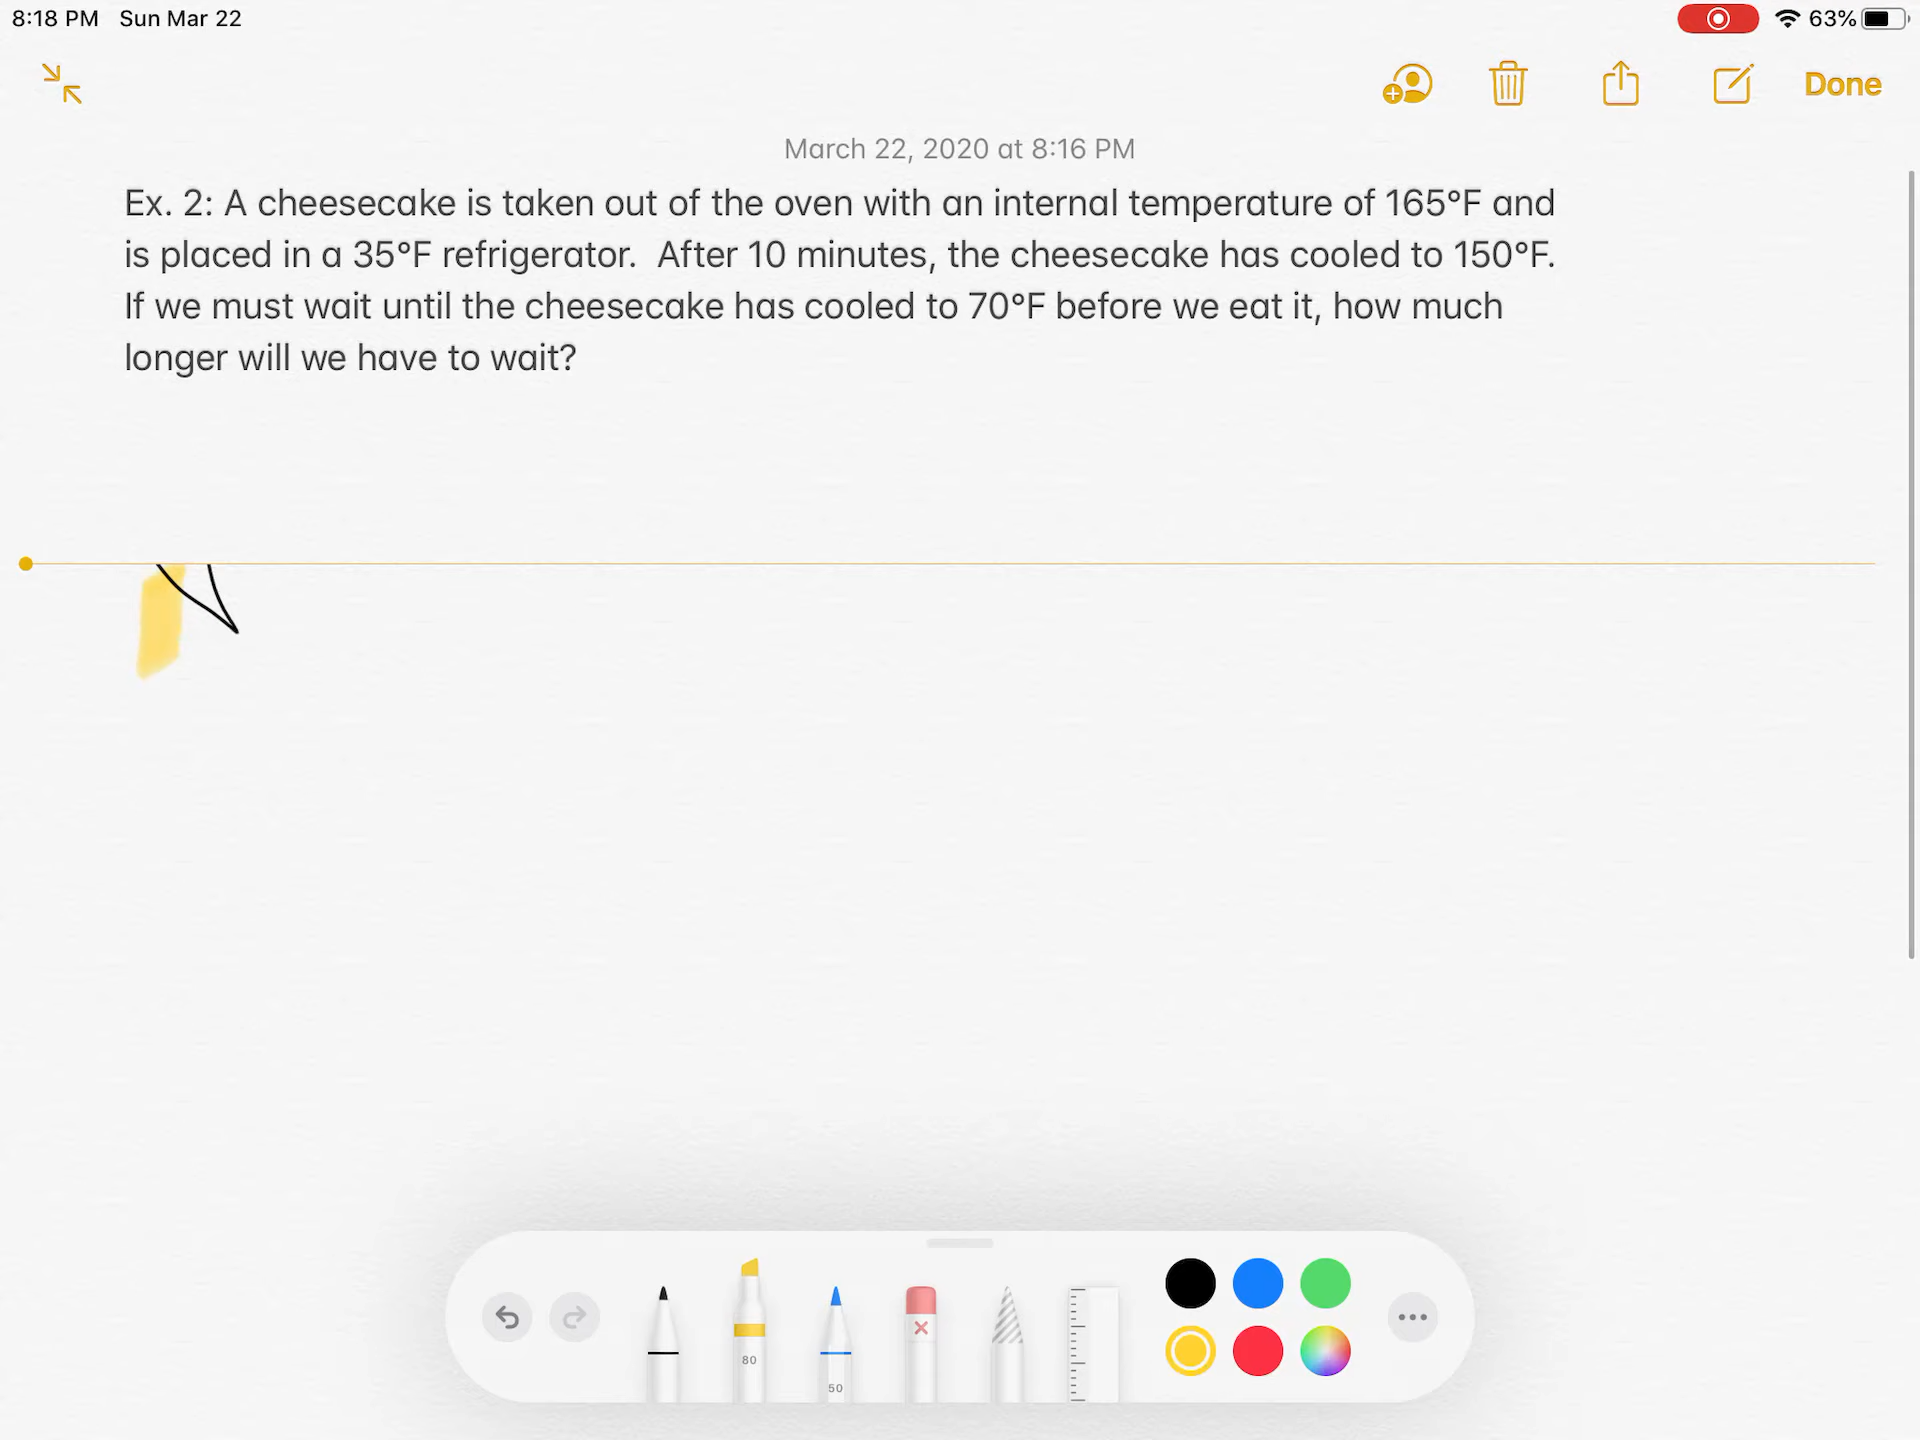 8:18 PM Sun Mar 22
63%
Done
March 22, 2020 at 8:16 PM
Ex. 2: A cheesecake is taken out of the oven with an internal temperature of 165°F and
is placed in a 35°F refrigerator.  After 10 minutes, the cheesecake has cooled to 150°F.
If we must wait until the cheesecake has cooled to 70°F before we eat it, how much
longer will we have to wait?
80
50